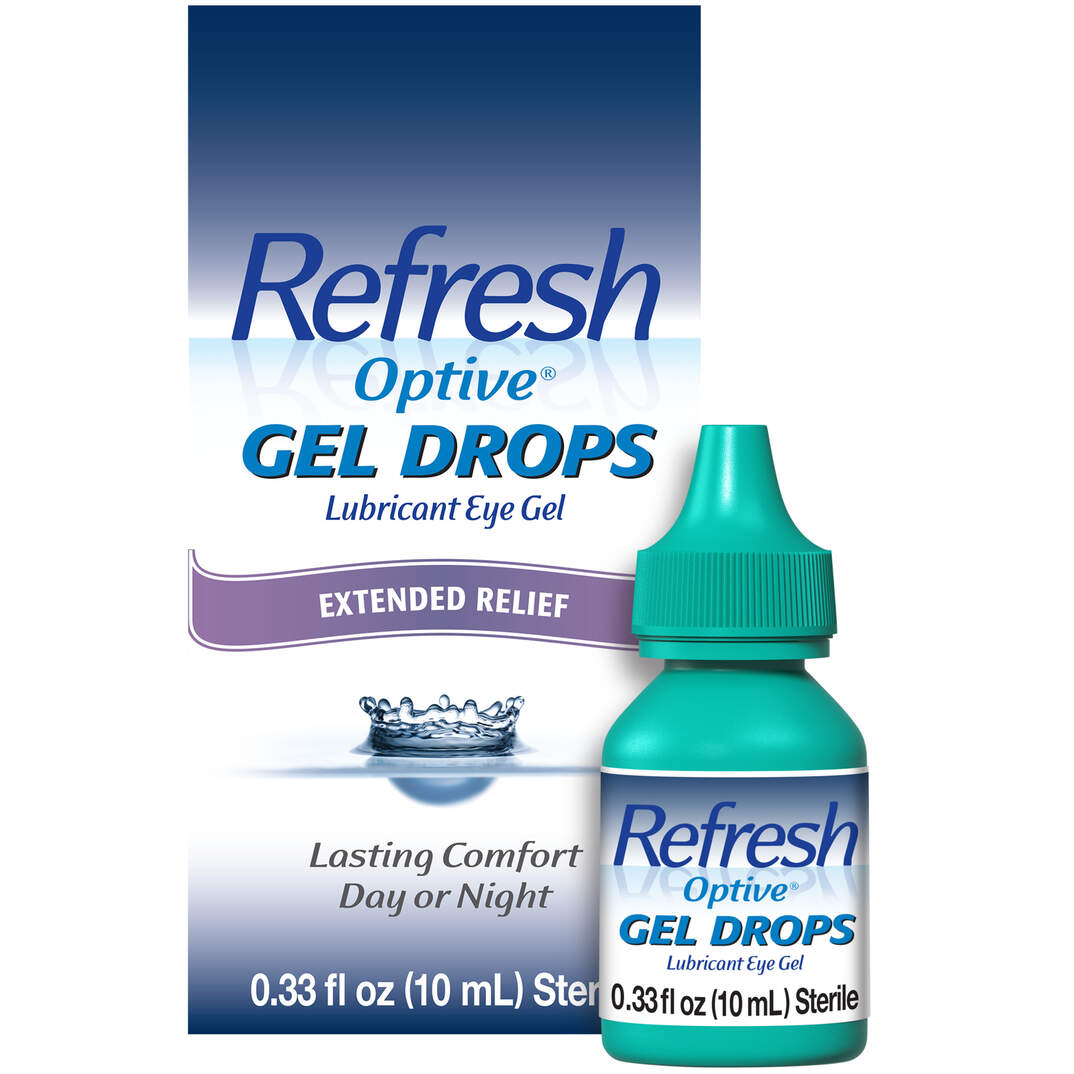 Refresh
Optive®
GEL DROPS
Lubricant Eye Gel
EXTENDED RELIEF
Lasting Comfort
Day or Night
0.33 fl oz (10 mL) Ster
Refresh
Optive®
GEL DROPS
Lubricant Eye Gel
0.33 fl oz (10 mL) Sterile